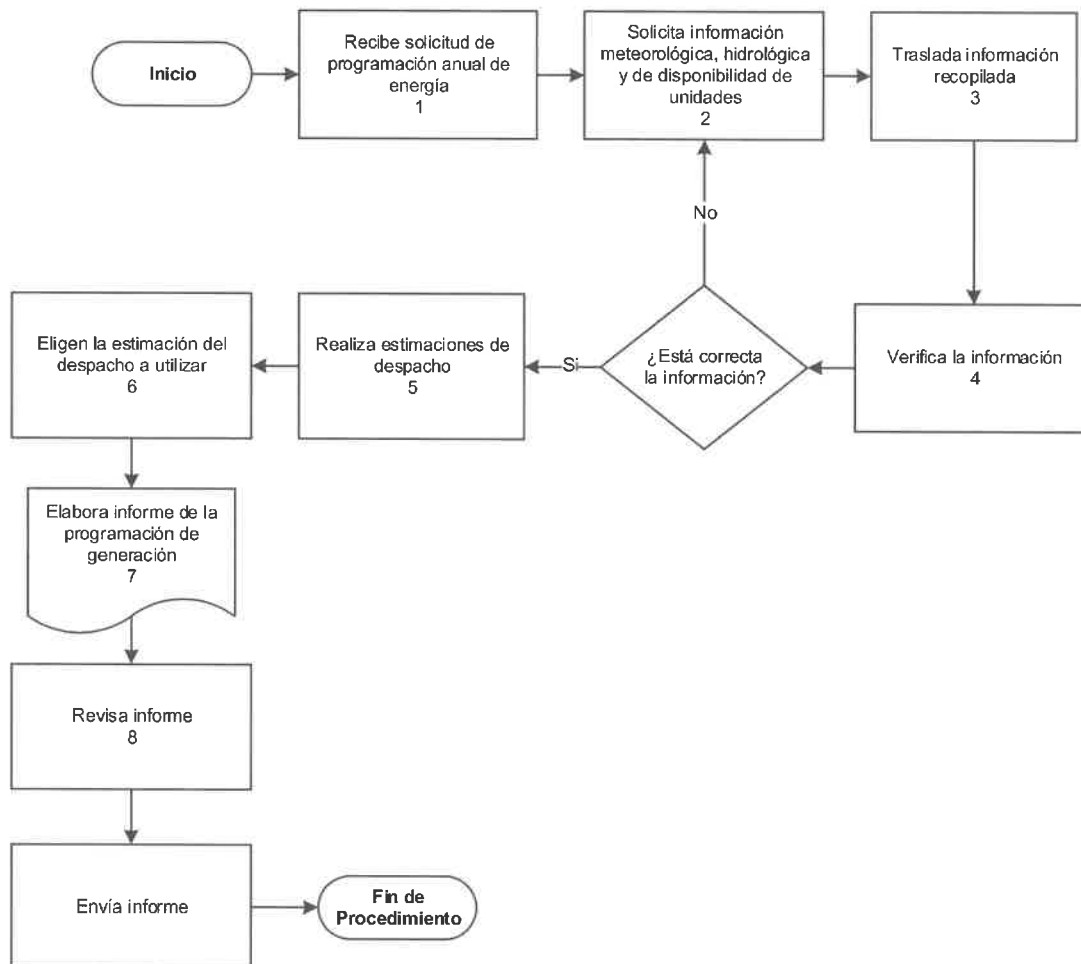 Inicio
Recibe solicitud de
programación anual de
energía
1
Solicita información
meteorológica, hidrológica
y de disponibilidad de
unidades
2
Traslada información
recopilada
3
No
Eligen la estimación del
despacho a utilizar
6
Realiza estimaciones de
despacho
5
Si
¿Está correcta
la información?
Verifica la información
4
Elabora informe de la
programación de
generación
7
Revisa informe
8
Envía informe
Fin de
Procedimiento